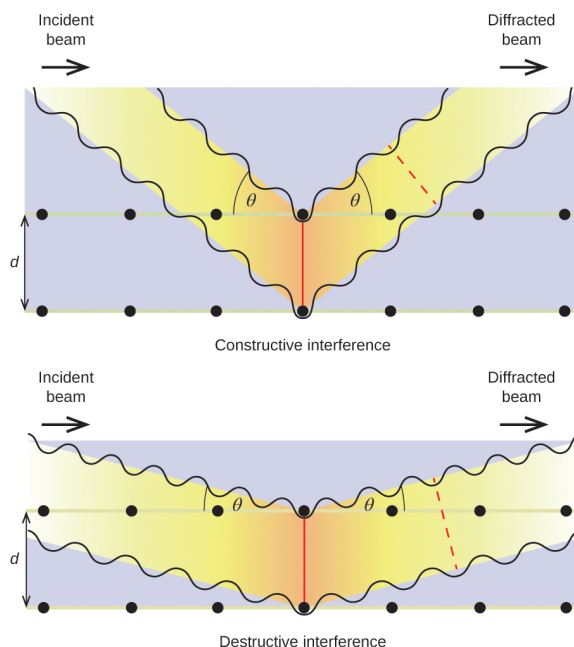 Incident
beam
Diffracted
beam
θ
θ
d
Constructive interference
Incident
beam
Diffracted
beam
θ
θ
d
Destructive interference